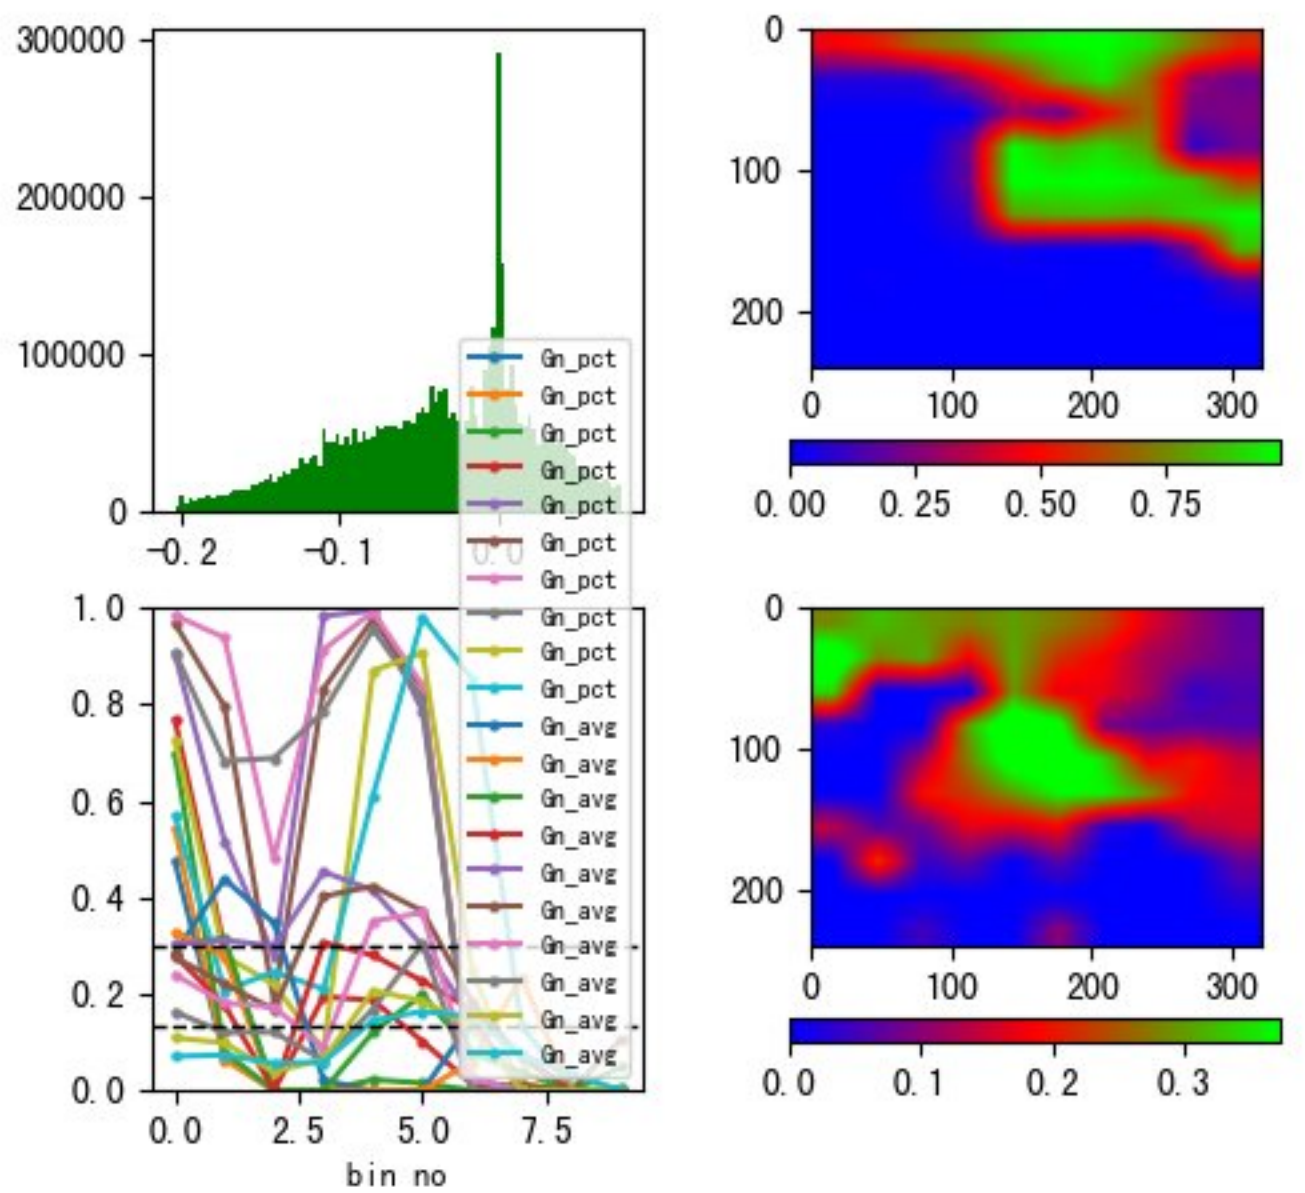 300000
200000
100000
0
-0.2 -0.1 0.0
0
100
200
0 100 200 300
0.00 0.25 0.50 0.75
Gn_pct
Gn_pct
Gn_pct
Gn_pct
Gn_pct
Gn_pct
Gn_pct
Gn_pct
Gn_pct
Gn_pct
Gn_avg
Gn_avg
Gn_avg
Gn_avg
Gn_avg
Gn_avg
Gn_avg
Gn_avg
Gn_avg
Gn_avg
1.0
0.8
0.6
0.4
0.2
0.0
0.0 2.5 5.0 7.5
bin no
0
100
200
0 100 200 300
0.0 0.1 0.2 0.3